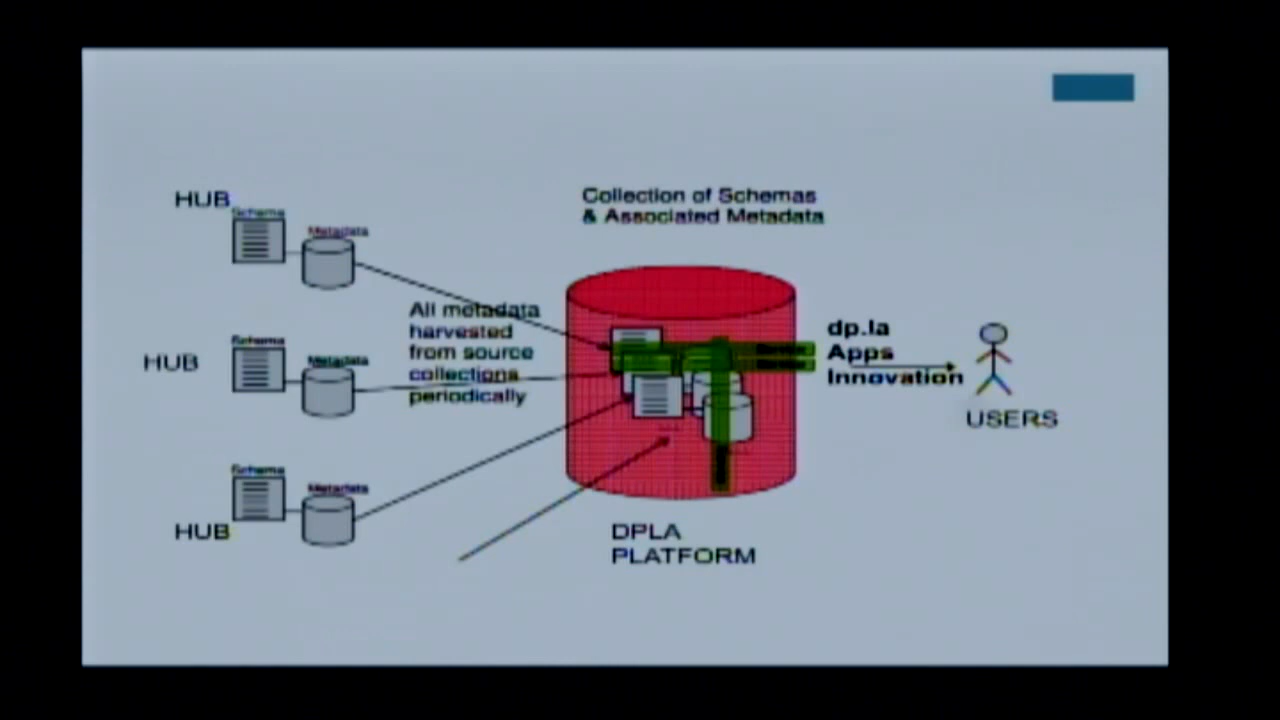 HUB
Schema
Metadata
Collection of Schemas
& Associated Metadata
All metadata
harvested
from source
collections
periodically
HUB
Schema
Metadata
dp.la
Apps
Innovation
USERS
Schema
Metadata
HUB
DPLA
PLATFORM